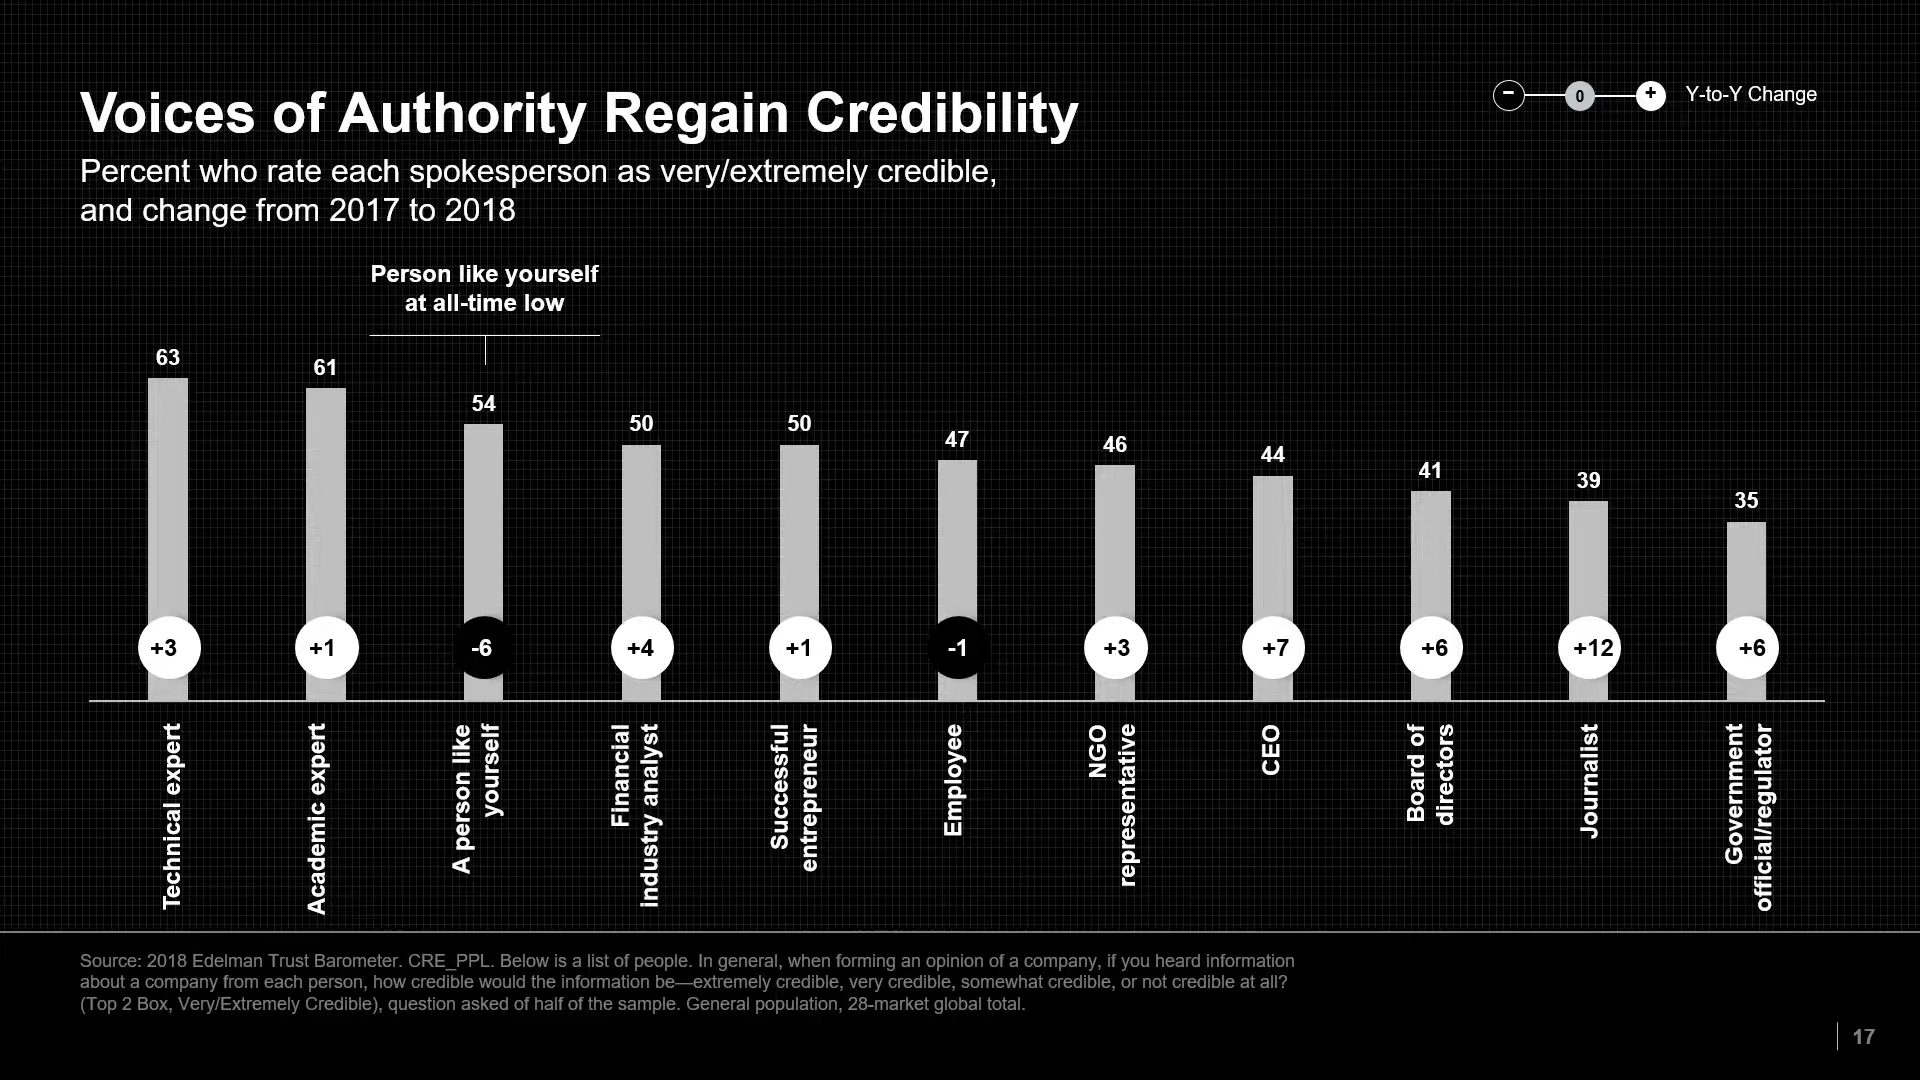 Voices of Authority Regain Credibility
Percent who rate each spokesperson as very/extremely credible,
and change from 2017 to 2018
− 0 + Y-to-Y Change
Person like yourself
at all-time low
63 61 54 50 50 47 46 44 41 39 35
+3 +1 -6 +4 +1 -1 +3 +7 +6 +12 +6
Technical expert
Academic expert
A person like
yourself
Financial
industry analyst
Successful
entrepreneur
Employee
NGO
representative
CEO
Board of
directors
Journalist
Government
official/regulator
Source: 2018 Edelman Trust Barometer. CRE_PPL. Below is a list of people. In general, when forming an opinion of a company, if you heard information
about a company from each person, how credible would the information be—extremely credible, very credible, somewhat credible, or not credible at all?
(Top 2 Box, Very/Extremely Credible), question asked of half of the sample. General population, 28-market global total.
17